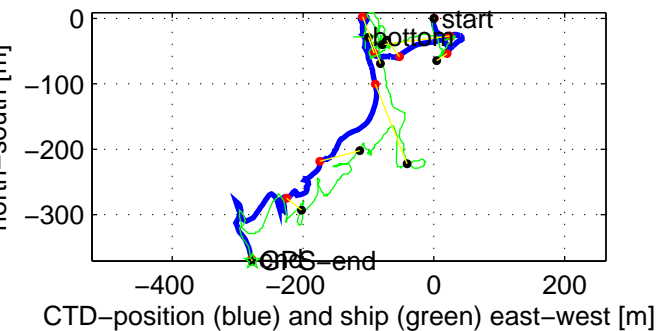 0
−100
−200
−300
north−south [m]
start
bottom
end
GPS−end
−400
−200
0
200
CTD−position (blue) and ship (green) east−west [m]